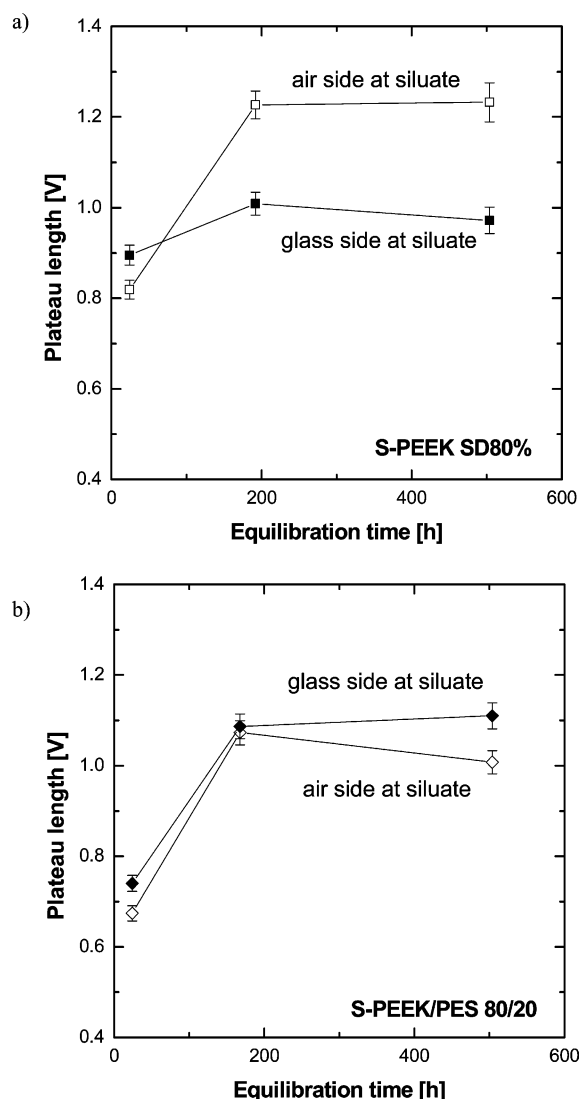 a)
1.4
air side at siluate
1.2
1.0
glass side at siluate
0.8
0.6
S-PEEK SD80%
0.4
0 200 400 600
Plateau length [V]
Equilibration time [h]
b)
1.4
glass side at siluate
1.2
1.0
air side at siluate
0.8
0.6
S-PEEK/PES 80/20
0.4
0 200 400 600
Plateau length [V]
Equilibration time [h]